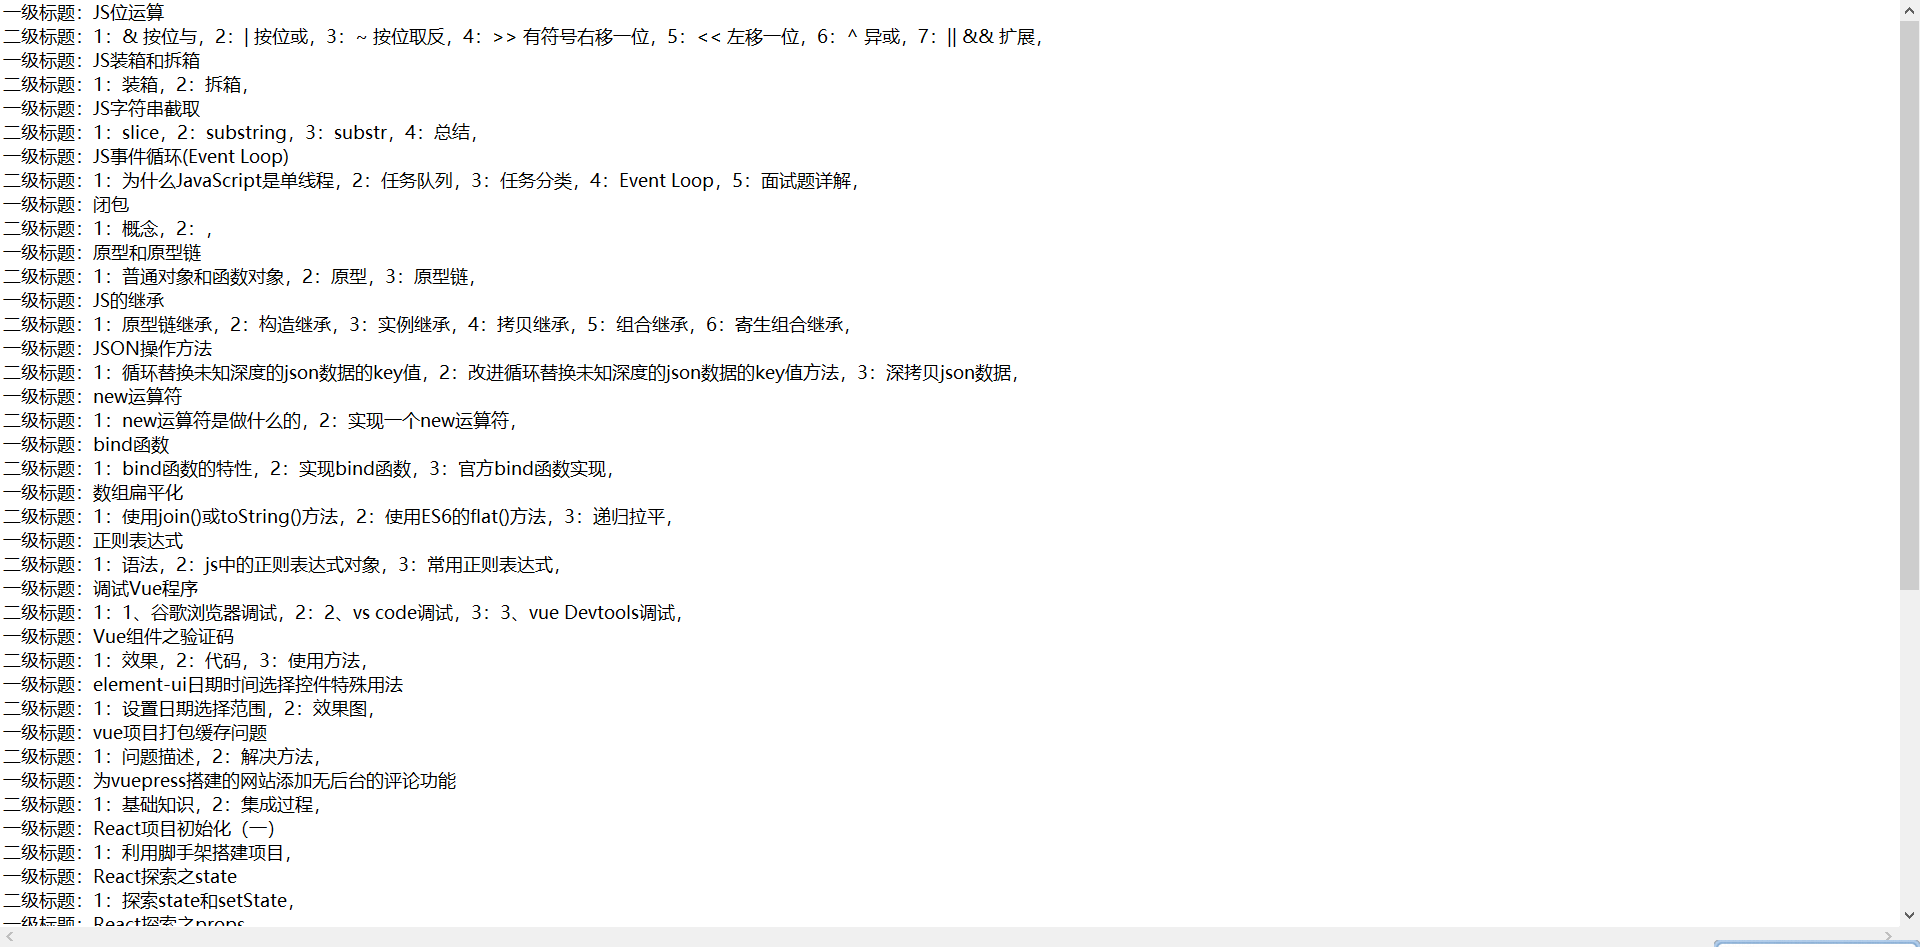 一级标题：JS位运算
二级标题：1：& 按位与，2：| 按位或，3：~ 按位取反，4：>> 有符号右移一位，5：<< 左移一位，6：^ 异或，7：|| && 扩展，
一级标题：JS装箱和拆箱
二级标题：1：装箱，2：拆箱，
一级标题：JS字符串截取
二级标题：1：slice，2：substring，3：substr，4：总结，
一级标题：JS事件循环(Event Loop)
二级标题：1：为什么JavaScript是单线程，2：任务队列，3：任务分类，4：Event Loop，5：面试题详解，
一级标题：闭包
二级标题：1：概念，2：，
一级标题：原型和原型链
二级标题：1：普通对象和函数对象，2：原型，3：原型链，
一级标题：JS的继承
二级标题：1：原型链继承，2：构造继承，3：实例继承，4：拷贝继承，5：组合继承，6：寄生组合继承，
一级标题：JSON操作方法
二级标题：1：循环替换未知深度的json数据的key值，2：改进循环替换未知深度的json数据的key值方法，3：深拷贝json数据，
一级标题：new运算符
二级标题：1：new运算符是做什么的，2：实现一个new运算符，
一级标题：bind函数
二级标题：1：bind函数的特性，2：实现bind函数，3：官方bind函数实现，
一级标题：数组扁平化
二级标题：1：使用join()或toString()方法，2：使用ES6的flat()方法，3：递归拉平，
一级标题：正则表达式
二级标题：1：语法，2：js中的正则表达式对象，3：常用正则表达式，
一级标题：调试Vue程序
二级标题：1：1、谷歌浏览器调试，2：2、vs code调试，3：3、vue Devtools调试，
一级标题：Vue组件之验证码
二级标题：1：效果，2：代码，3：使用方法，
一级标题：element-ui日期时间选择控件特殊用法
二级标题：1：设置日期选择范围，2：效果图，
一级标题：vue项目打包缓存问题
二级标题：1：问题描述，2：解决方法，
一级标题：为vuepress搭建的网站添加无后台的评论功能
二级标题：1：基础知识，2：集成过程，
一级标题：React项目初始化（一）
二级标题：1：利用脚手架搭建项目，
一级标题：React探索之state
二级标题：1：探索state和setState，
一级标题：React探索之props